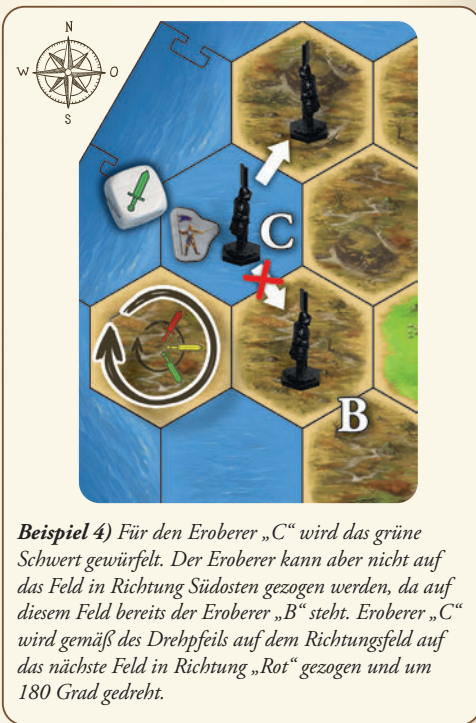 N
W O
S
C
B
Beispiel 4) Für den Eroberer „C“ wird das grüne
Schwert gewürfelt. Der Eroberer kann aber nicht auf
das Feld in Richtung Südosten gezogen werden, da auf
diesem Feld bereits der Eroberer „B“ steht. Eroberer „C“
wird gemäß des Drehpfeils auf dem Richtungsfeld auf
das nächste Feld in Richtung „Rot“ gezogen und um
180 Grad gedreht.